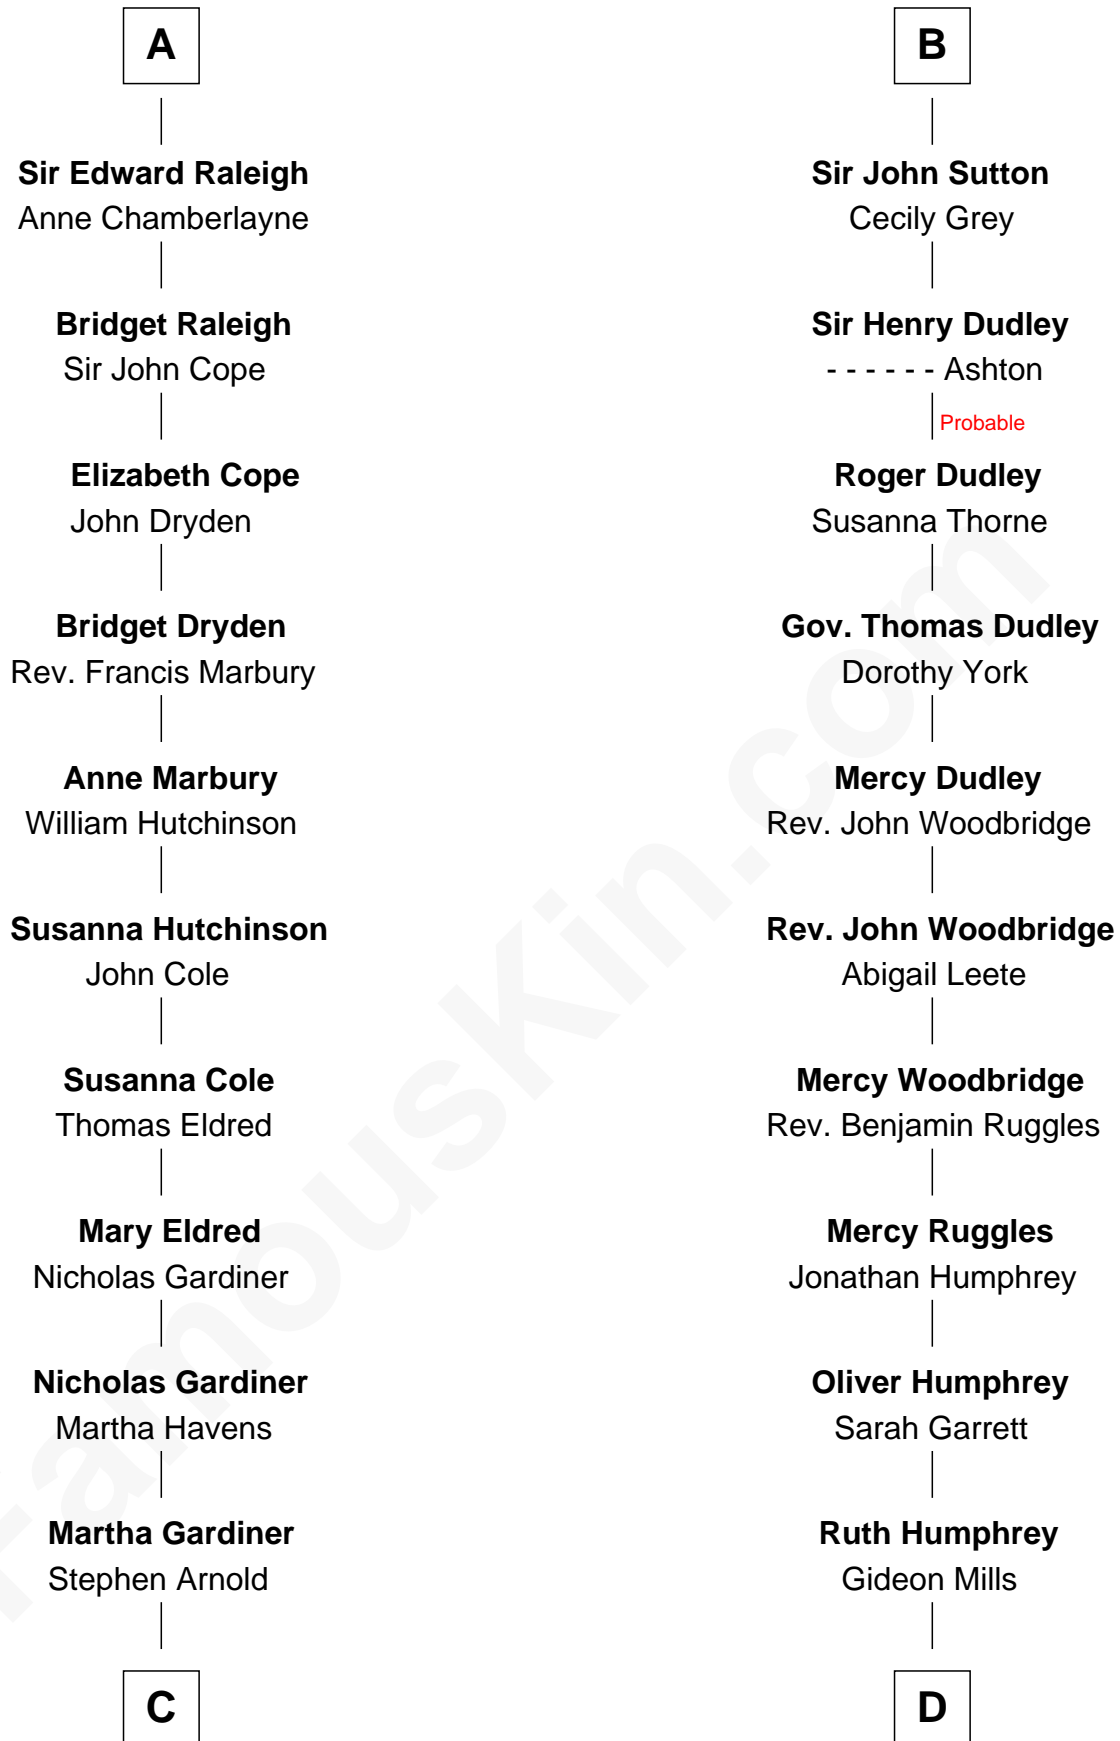 A
Sir Edward Raleigh
Anne Chamberlayne
Bridget Raleigh
Sir John Cope
Elizabeth Cope
John Dryden
Bridget Dryden
Rev. Francis Marbury
Anne Marbury
William Hutchinson
Susanna Hutchinson
John Cole
Susanna Cole
Thomas Eldred
Mary Eldred
Nicholas Gardiner
Nicholas Gardiner
Martha Havens
Martha Gardiner
Stephen Arnold
C
B
Sir John Sutton
Cecily Grey
Sir Henry Dudley
- - - - - - Ashton
Probable
Roger Dudley
Susanna Thorne
Gov. Thomas Dudley
Dorothy York
Mercy Dudley
Rev. John Woodbridge
Rev. John Woodbridge
Abigail Leete
Mercy Woodbridge
Rev. Benjamin Ruggles
Mercy Ruggles
Jonathan Humphrey
Oliver Humphrey
Sarah Garrett
Ruth Humphrey
Gideon Mills
D
FamousKin.com